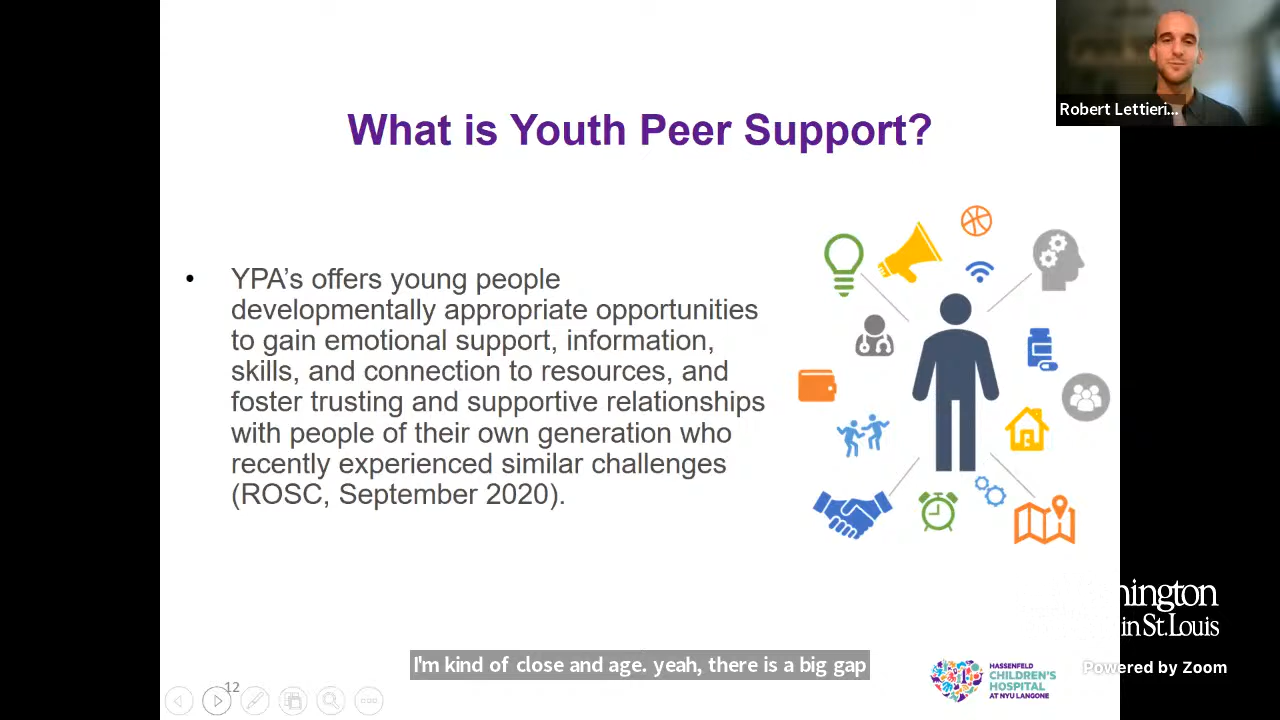 Robert Lettieri...
What is Youth Peer Support?
• YPA's offers young people
developmentally appropriate opportunities
to gain emotional support, information,
skills, and connection to resources, and
foster trusting and supportive relationships
with people of their own generation who
recently experienced similar challenges
(ROSC, September 2020).
hington
in St. Louis
I'm kind of close and age. yeah, there is a big gap
HASSENFELD
CHILDREN'S
HOSPITAL
AT NYU LANGONE
Powered by Zoom
12